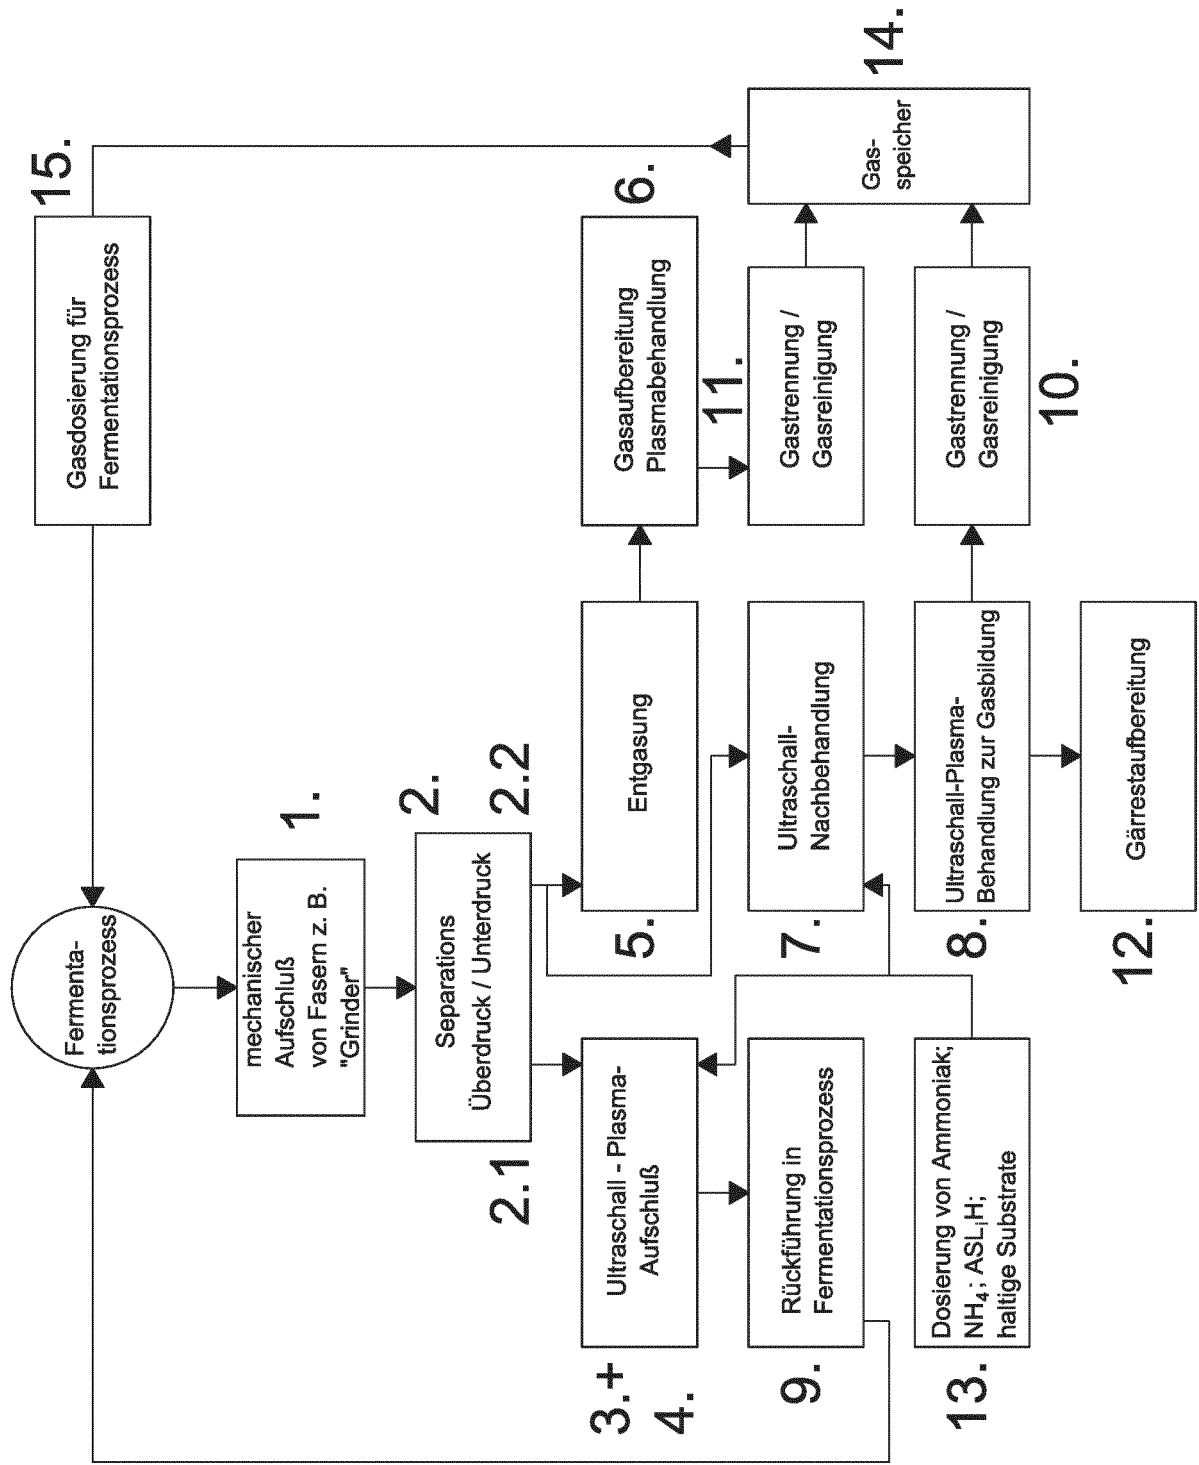 Fermenta-
tionsprozess
Gasdosierung für
Fermentationsprozess
15.
mechanischer
Aufschluß
von Fasern z. B.
"Grinder"
1.
Separations
Überdruck / Unterdruck
2.
2.1
2.2
3.+
4.
Ultraschall - Plasma-
Aufschluß
5.
Entgasung
Gasaufbereitung
Plasmabehandlung
6.
9.
Rückführung in
Fermentationsprozess
7.
Ultraschall-
Nachbehandlung
11.
Gastrennung /
Gasreinigung
Gas-
speicher
14.
13.
Dosierung von Ammoniak;
NH₄; ASL¡H;
haltige Substrate
8.
Ultraschall-Plasma-
Behandlung zur Gasbildung
Gastrennung /
Gasreinigung
10.
12.
Gärrestaufbereitung